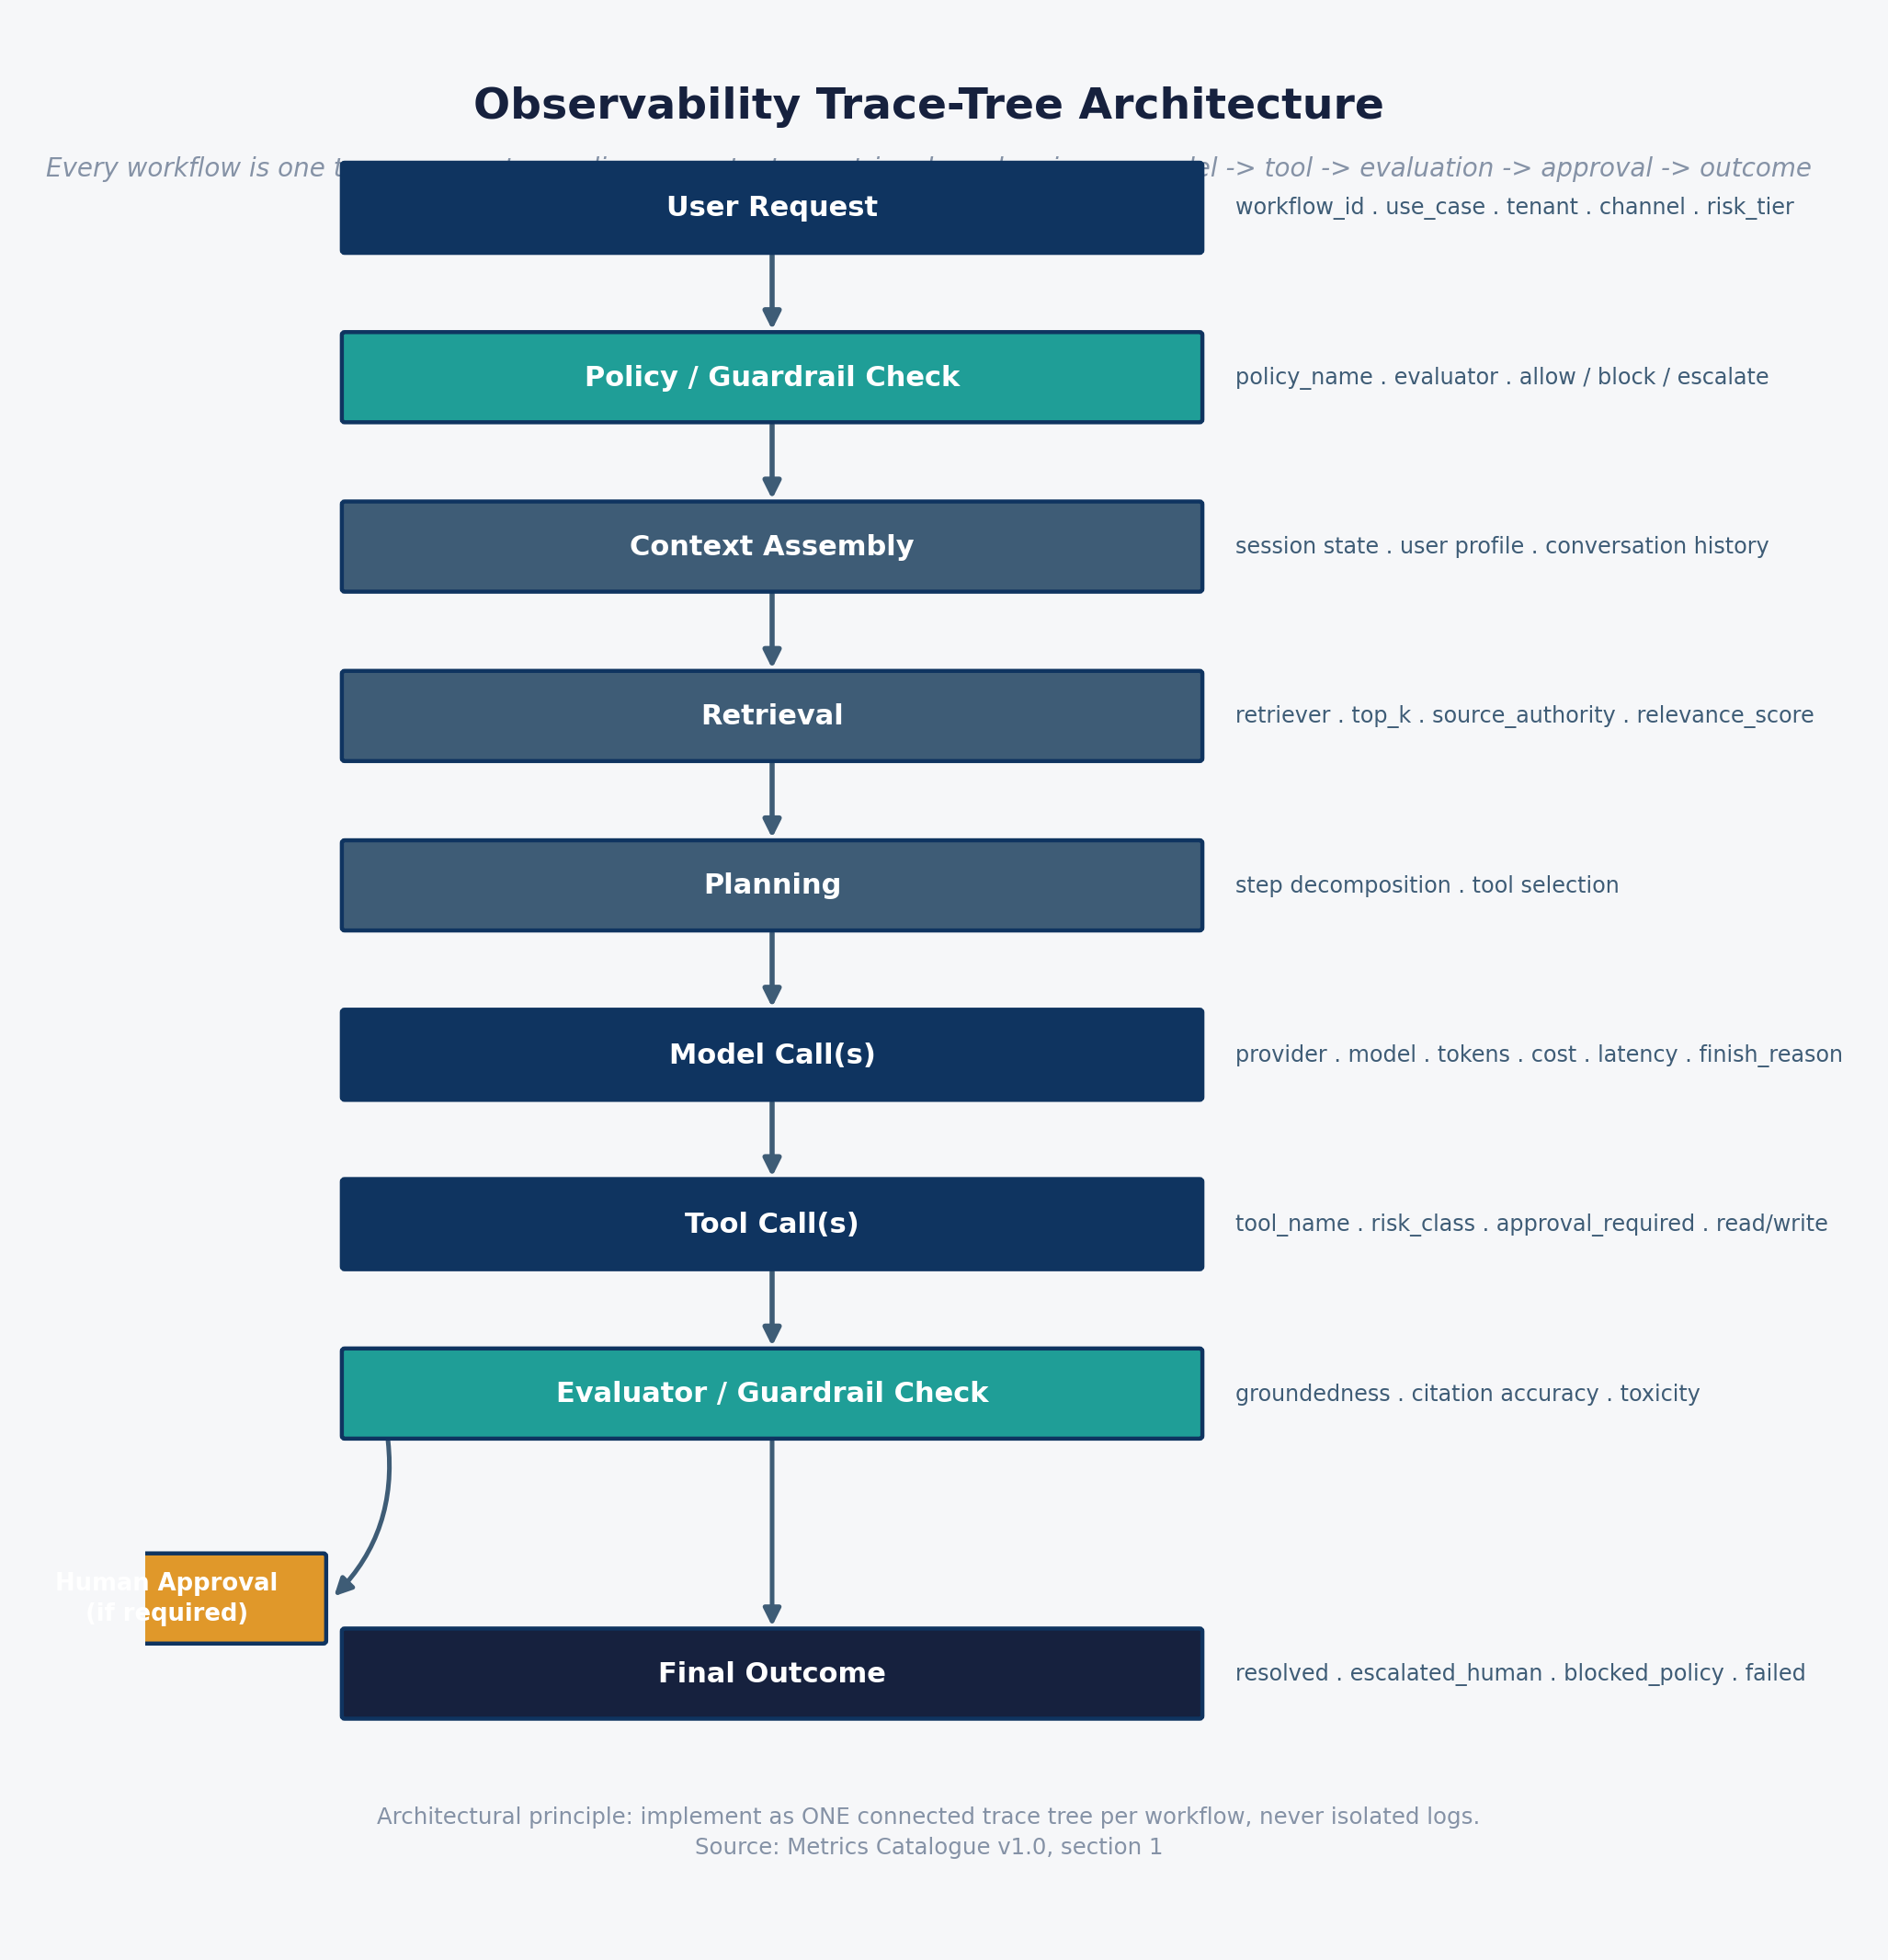 Observability Trace-Tree Architecture
Every workflow is one -> tool -> evaluation -> approval -> outcome
User Request
workflow_id . use_case . tenant . channel . risk_tier
Policy / Guardrail Check
policy_name . evaluator . allow / block / escalate
Context Assembly
session state . user profile . conversation history
Retrieval
retriever . top_k . source_authority . relevance_score
Planning
step decomposition . tool selection
Model Call(s)
provider . model . tokens . cost . latency . finish_reason
Tool Call(s)
tool_name . risk_class . approval_required . read/write
Evaluator / Guardrail Check
groundedness . citation accuracy . toxicity
Human Approval
(if required)
Final Outcome
resolved . escalated_human . blocked_policy . failed
Architectural principle: implement as ONE connected trace tree per workflow, never isolated logs.
Source: Metrics Catalogue v1.0, section 1